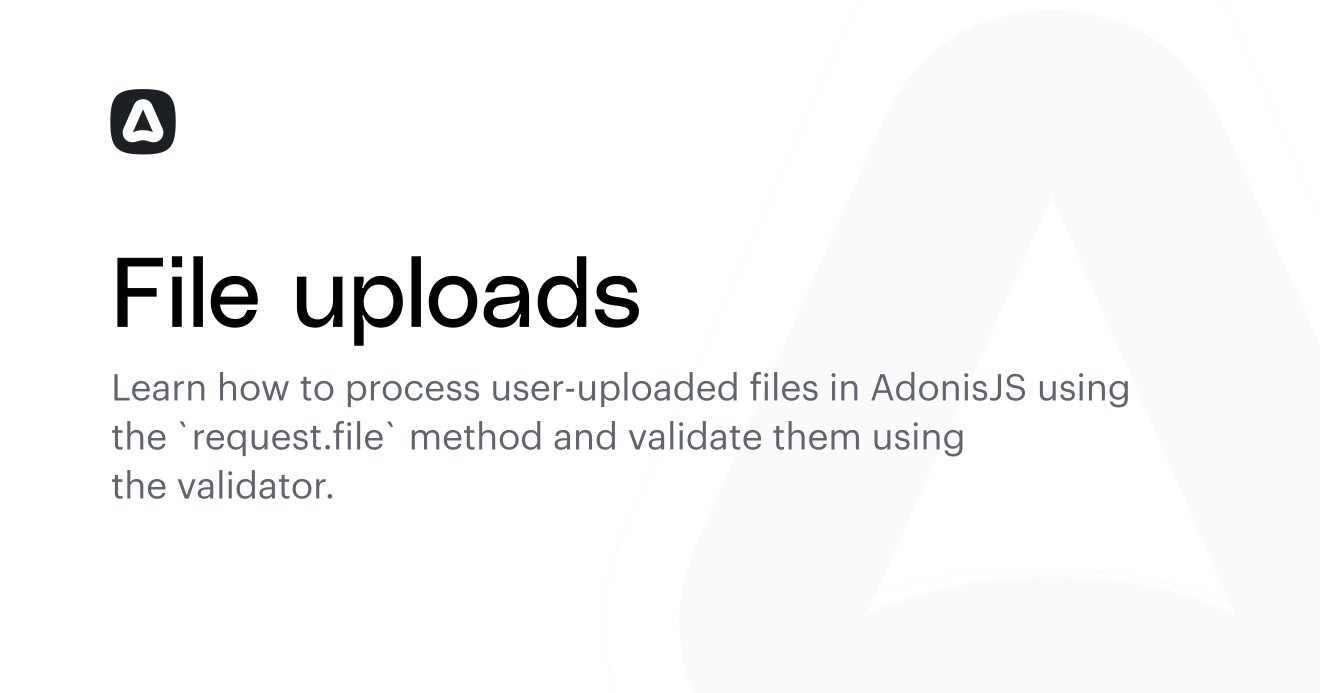 File uploads
Learn how to process user-uploaded files in AdonisJS using
the `request.file` method and validate them using
the validator.